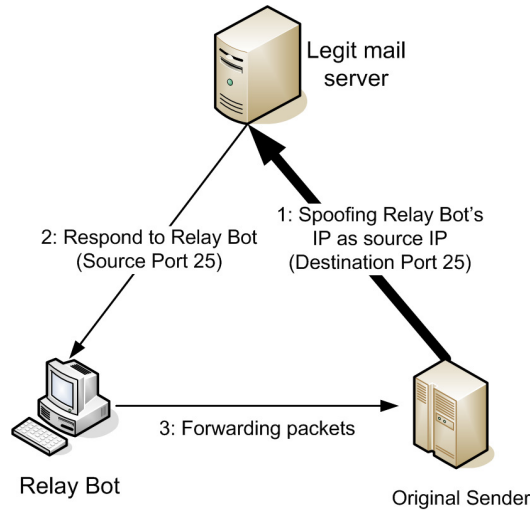 Legit mail
server
1: Spoofing Relay Bot's
IP as source IP
(Destination Port 25)
2: Respond to Relay Bot
(Source Port 25)
3: Forwarding packets
Relay Bot
Original Sender